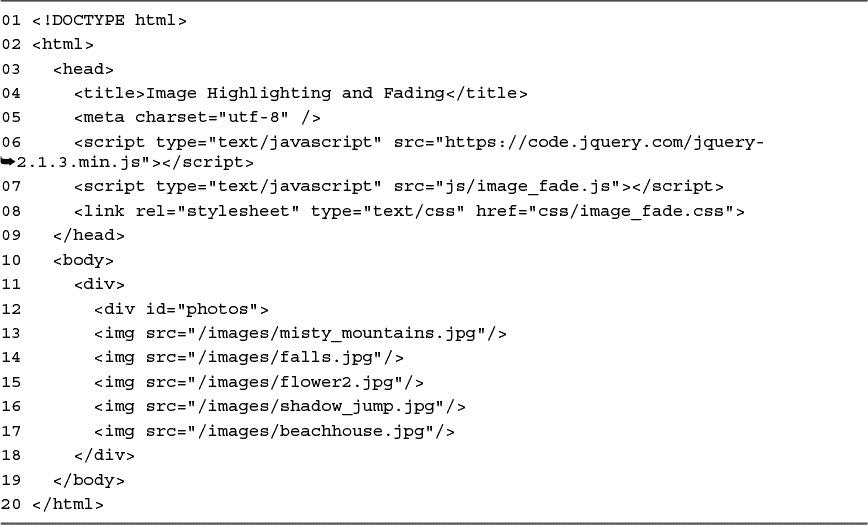 01 <!DOCTYPE html>
02 <html>
03   <head>
04     <title>Image Highlighting and Fading</title>
05     <meta charset="utf-8" />
06     <script type="text/javascript" src="https://code.jquery.com/jquery-
➥2.1.3.min.js"></script>
07     <script type="text/javascript" src="js/image_fade.js"></script>
08     <link rel="stylesheet" type="text/css" href="css/image_fade.css">
09   </head>
10   <body>
11     <div>
12       <div id="photos">
13       <img src="/images/misty_mountains.jpg"/>
14       <img src="/images/falls.jpg"/>
15       <img src="/images/flower2.jpg"/>
16       <img src="/images/shadow_jump.jpg"/>
17       <img src="/images/beachhouse.jpg"/>
18     </div>
19   </body>
20 </html>